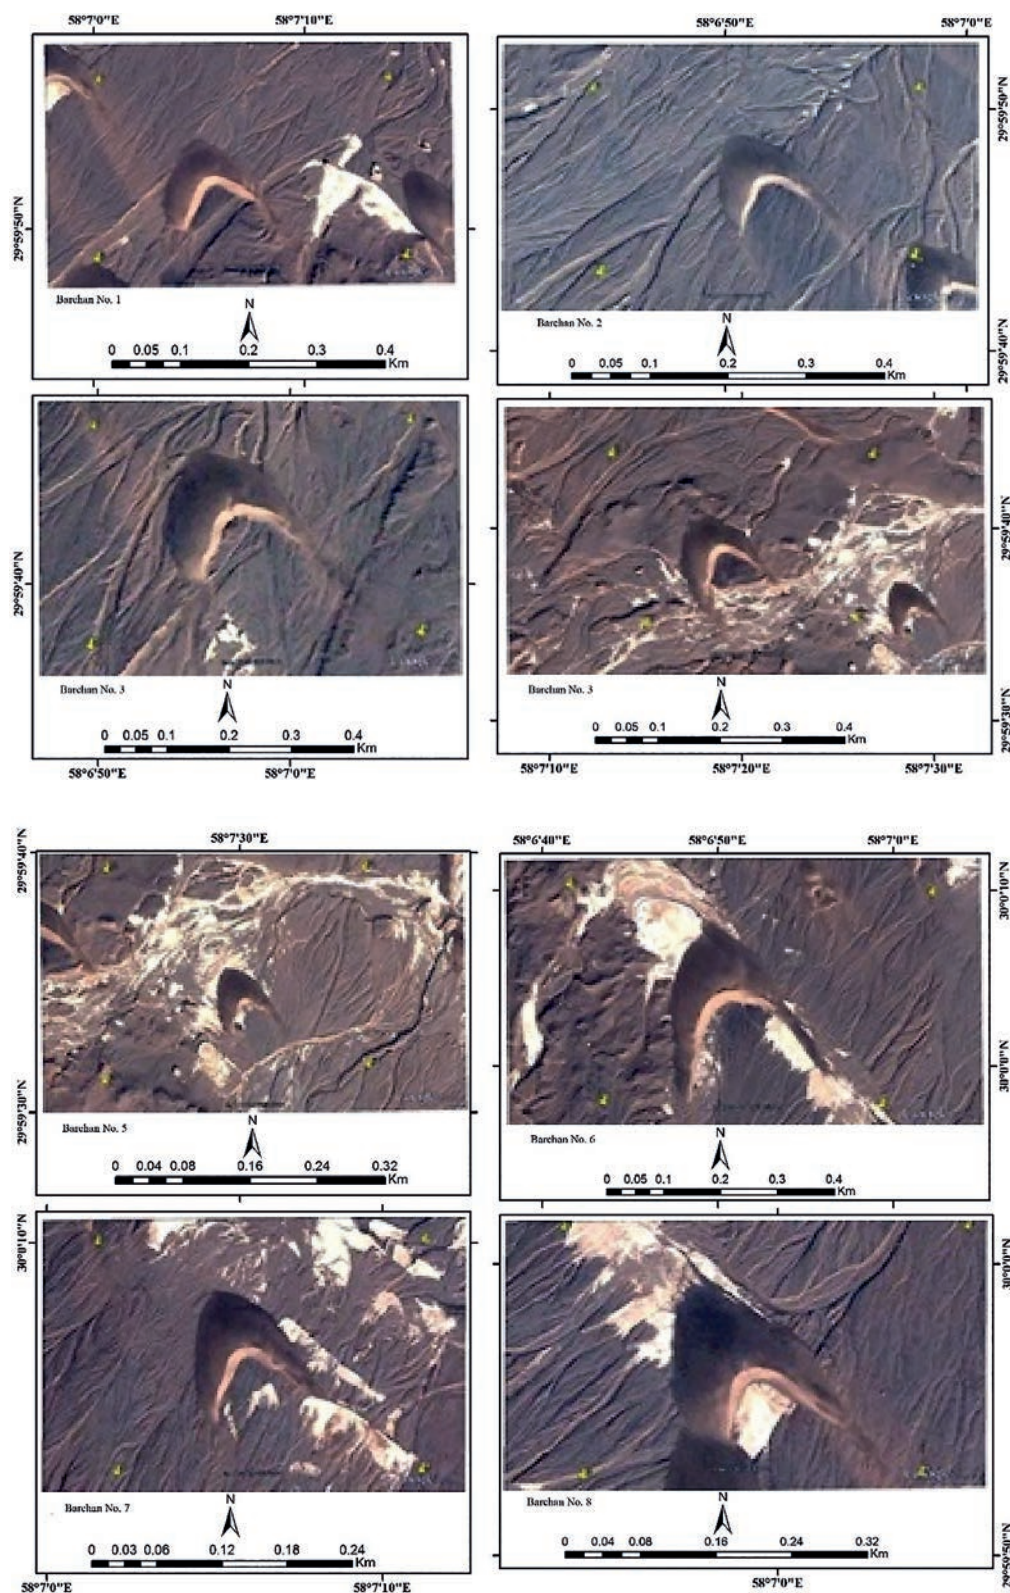 58°7'0"E 58°7'10"E
29°59'50"N
Barchan No. 1
N
0 0.05 0.1 0.2 0.3 0.4
Km
58°6'50"E 58°7'0"E
29°59'50"N
29°59'40"N
Barchan No. 2
N
0 0.05 0.1 0.2 0.3 0.4
Km
29°59'40"N
Barchan No. 3
N
0 0.05 0.1 0.2 0.3 0.4
Km
58°6'50"E 58°7'0"E
29°59'40"N
29°59'30"N
Barchan No. 3
N
0 0.05 0.1 0.2 0.3 0.4
Km
58°7'10"E 58°7'20"E 58°7'30"E
58°7'30"E
29°59'40"N
29°59'30"N
Barchan No. 5
N
0 0.04 0.08 0.16 0.24 0.32
Km
58°6'40"E 58°6'50"E 58°7'0"E
30°0'10"N
30°0'0"N
Barchan No. 6
N
0 0.05 0.1 0.2 0.3 0.4
Km
30°0'10"N
Barchan No. 7
N
0 0.03 0.06 0.12 0.18 0.24
Km
58°7'0"E 58°7'10"E
30°0'0"N
29°59'50"N
Barchan No. 8
N
0 0.04 0.08 0.16 0.24 0.32
Km
58°7'0"E